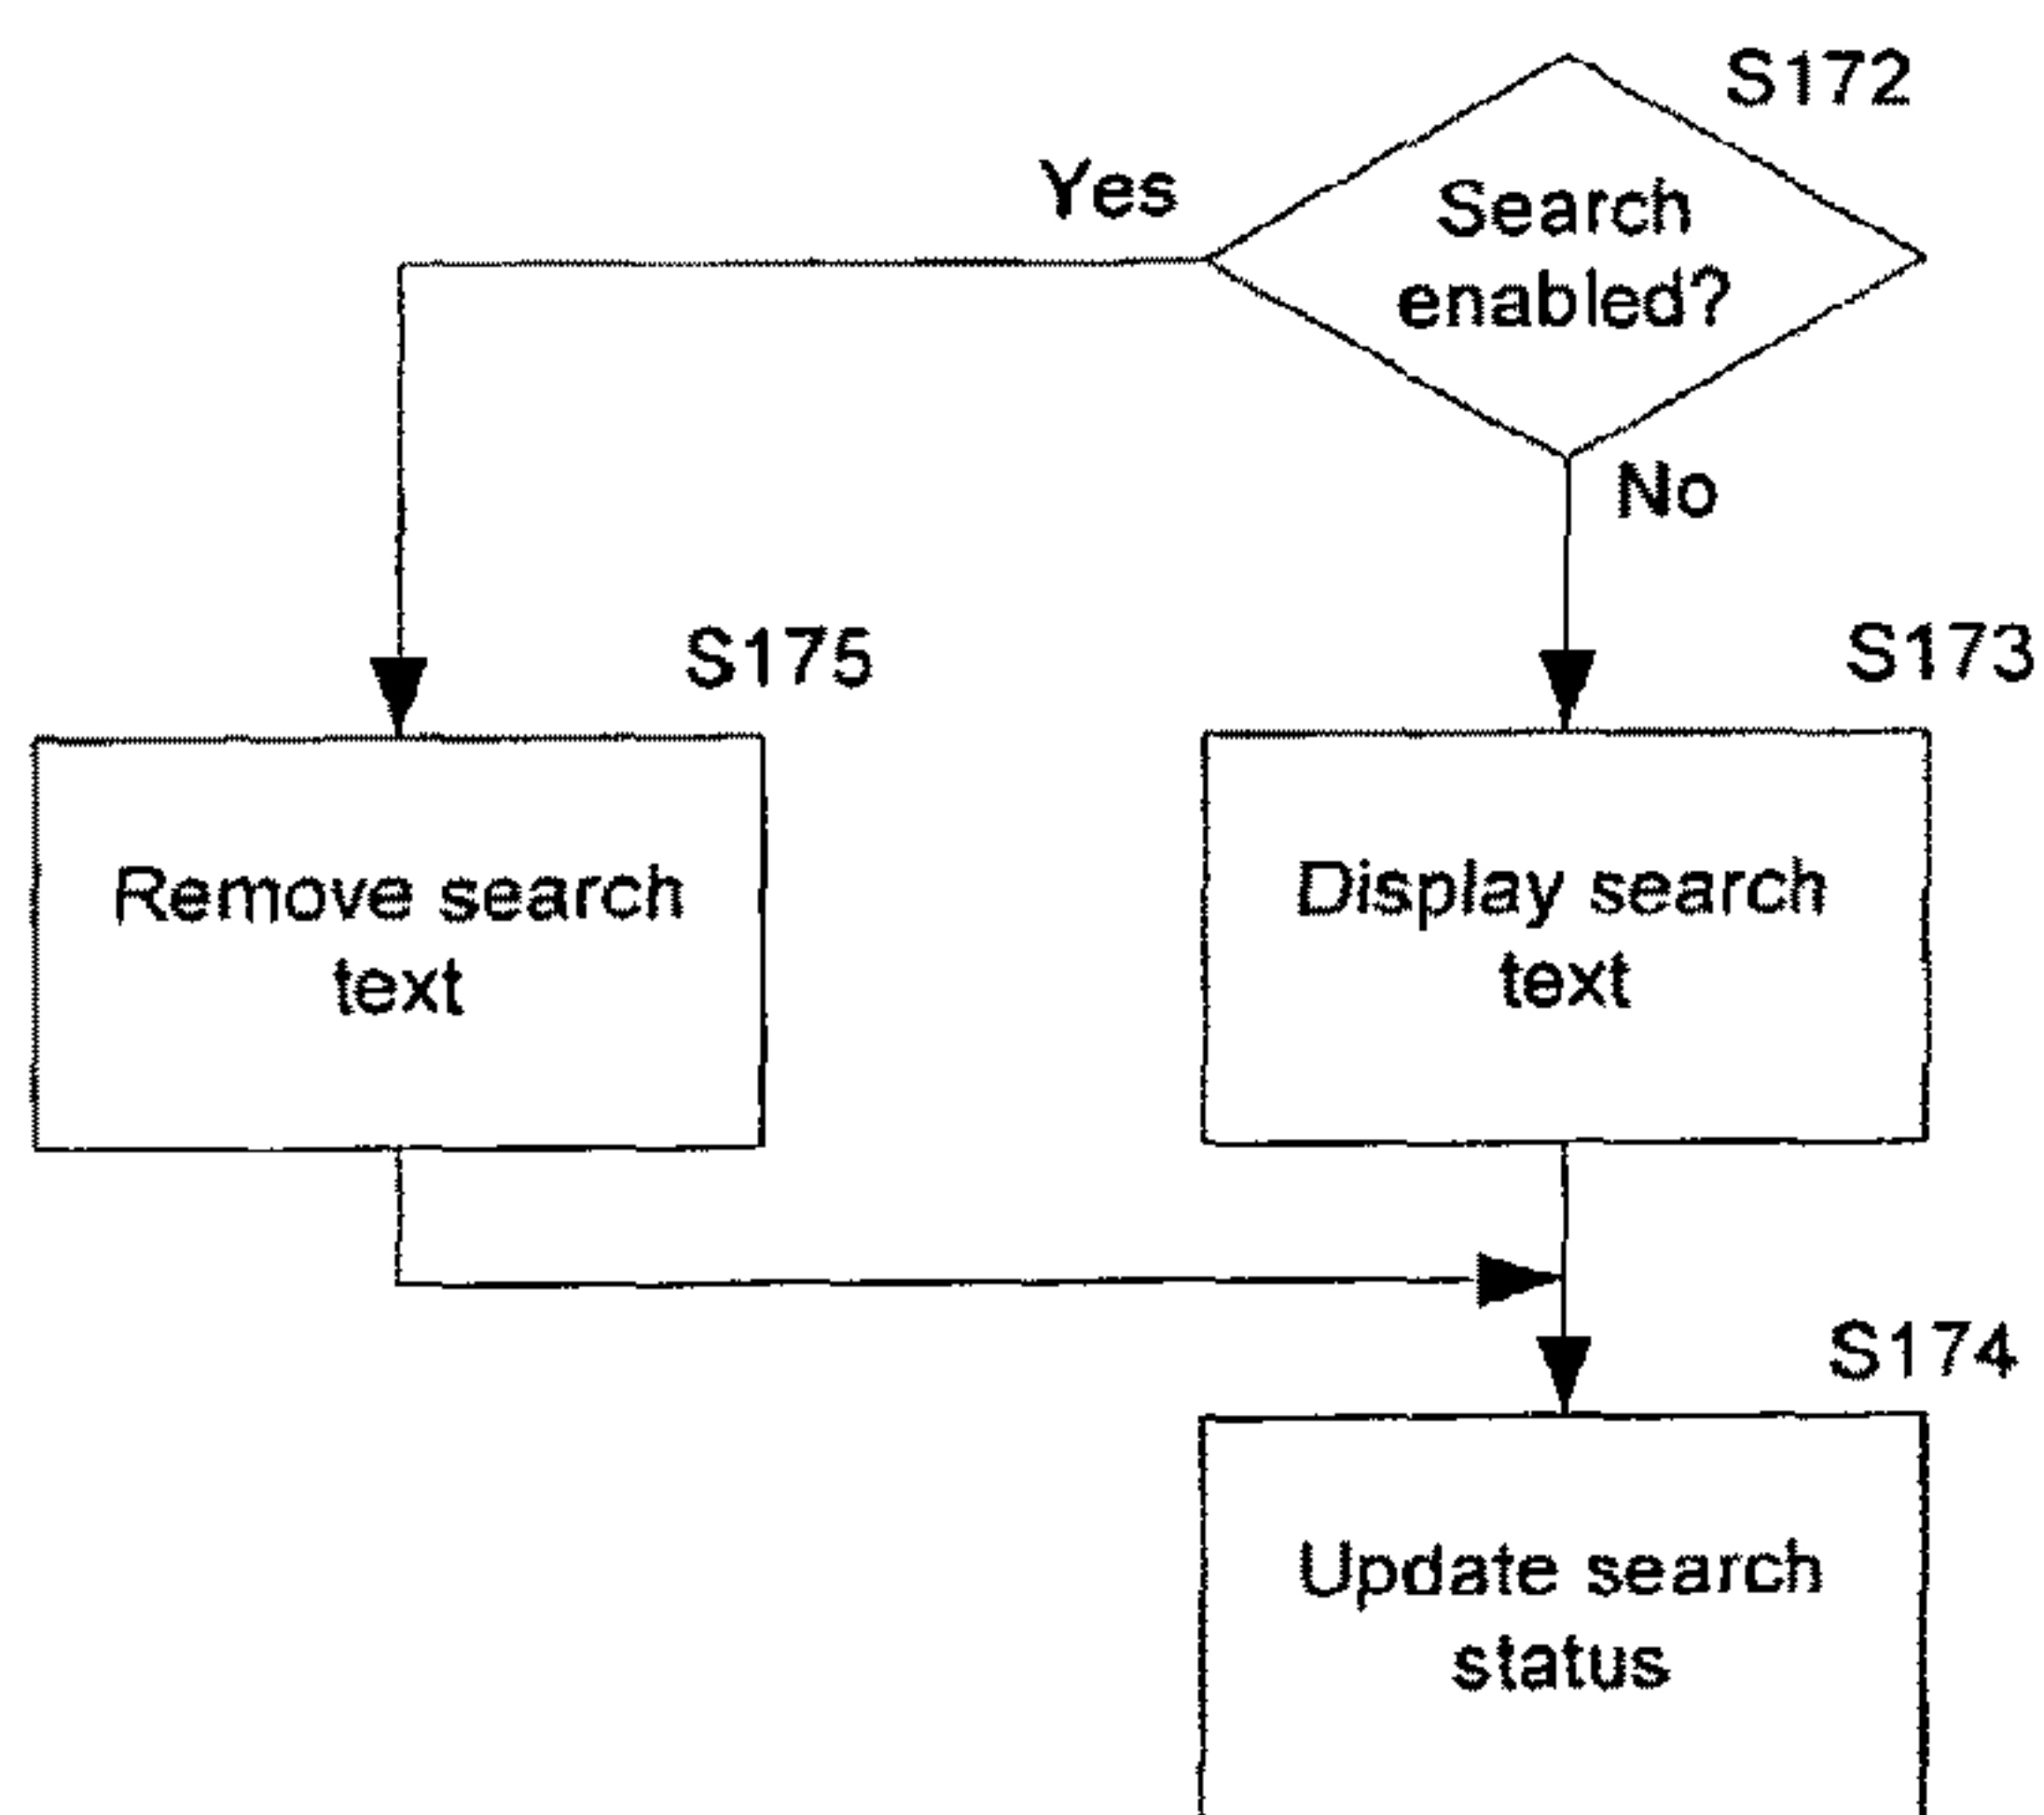 S172
Yes
Search
enabled?
No
S175
S173
Remove search
text
Display search
text
S174
Update search
status